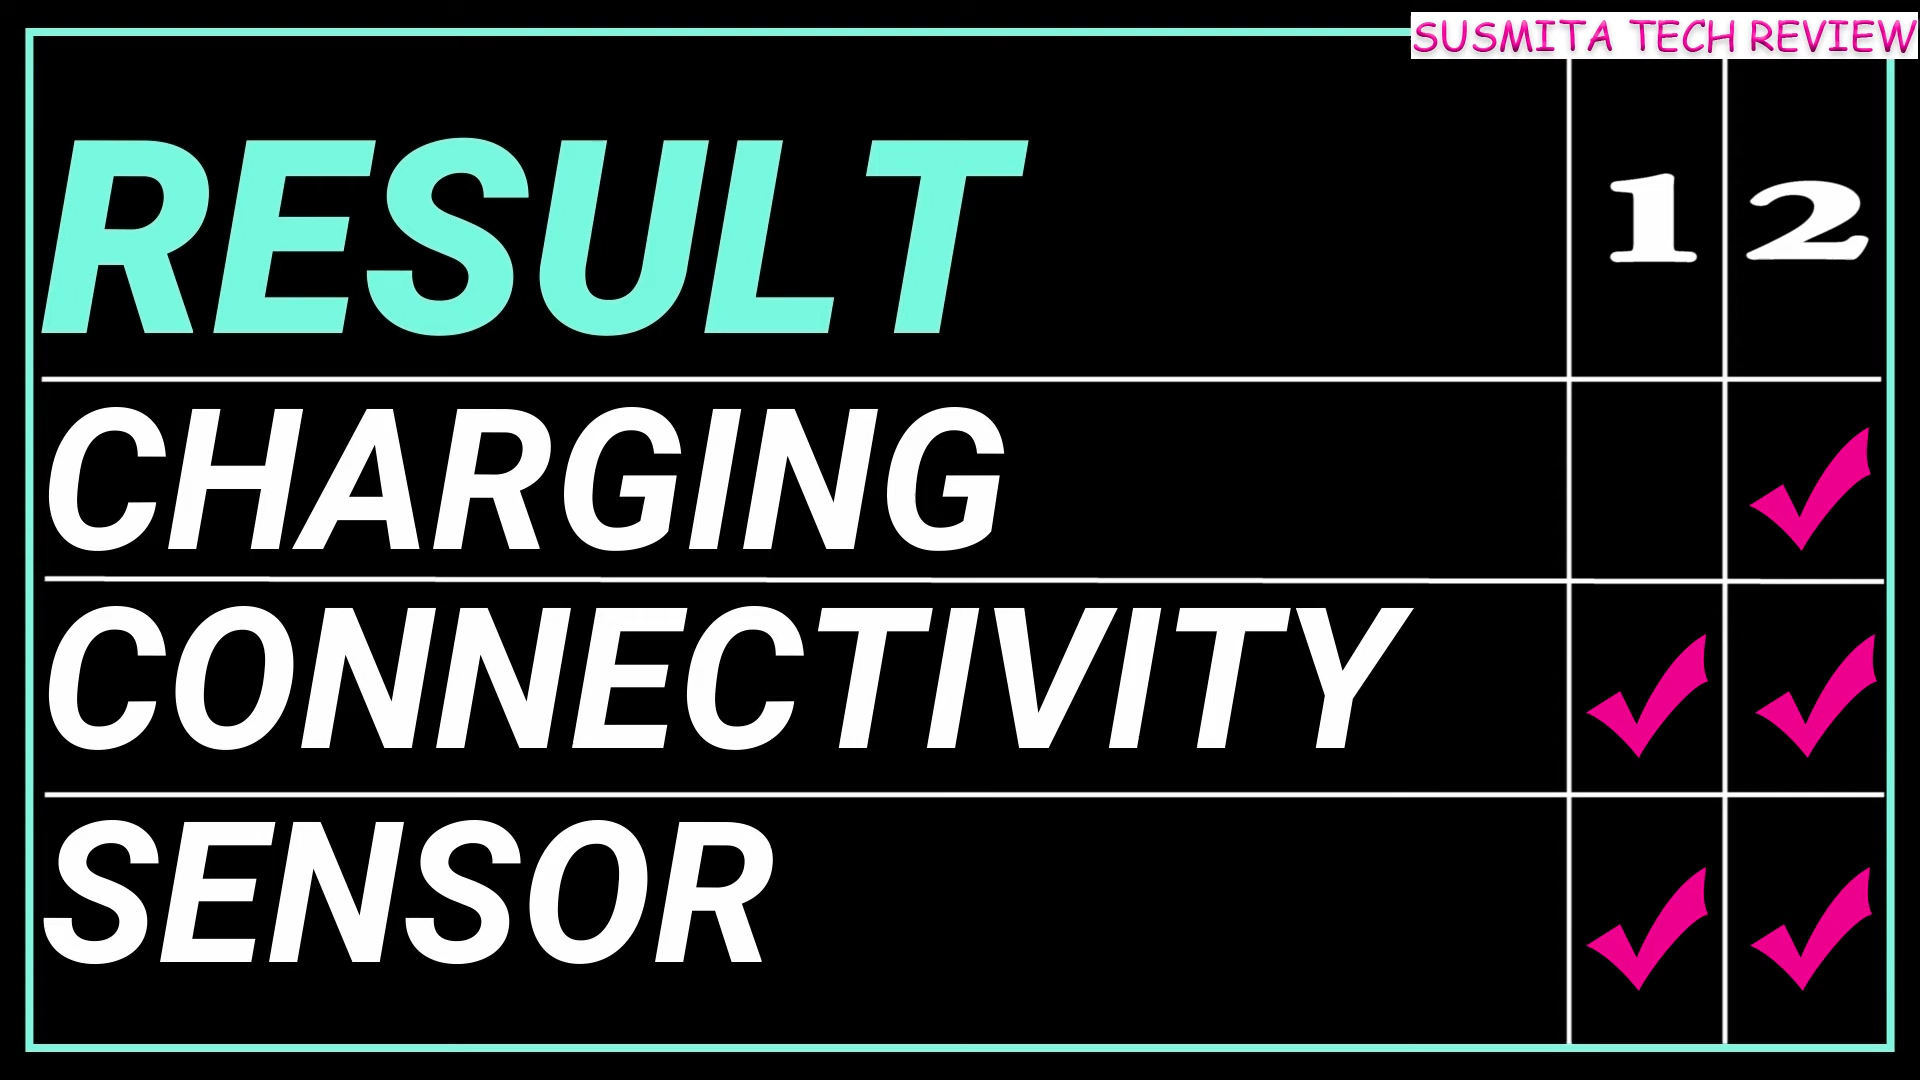 SUSMITA TECH REVIEW
RESULT 1 2
CHARGING
CONNECTIVITY
SENSOR